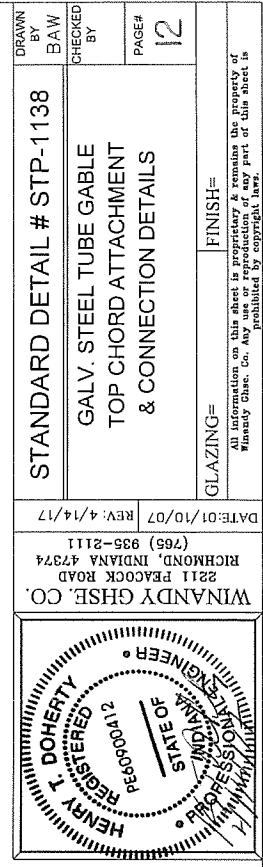 STANDARD DETAIL # STP-1138
GALV. STEEL TUBE GABLE
TOP CHORD ATTACHMENT
& CONNECTION DETAILS
DRAWN
BY
BAW
CHECKED
BY
PAGE#
12
GLAZING=
FINISH=
All information on this sheet is proprietary & remains the property of
Winandy Ghse. Co. Any use or reproduction of any part of this sheet is
prohibited by copyright laws.
DATE:01/10/07
REV: 4/14/17
WINANDY GHSE. CO.
2211 PEACOCK ROAD
RICHMOND, INDIANA 47374
(765) 935-2111
HENRY T. DOHERTY
REGISTERED
PE60900412
STATE OF
INDIANA
PROFESSIONAL ENGINEER